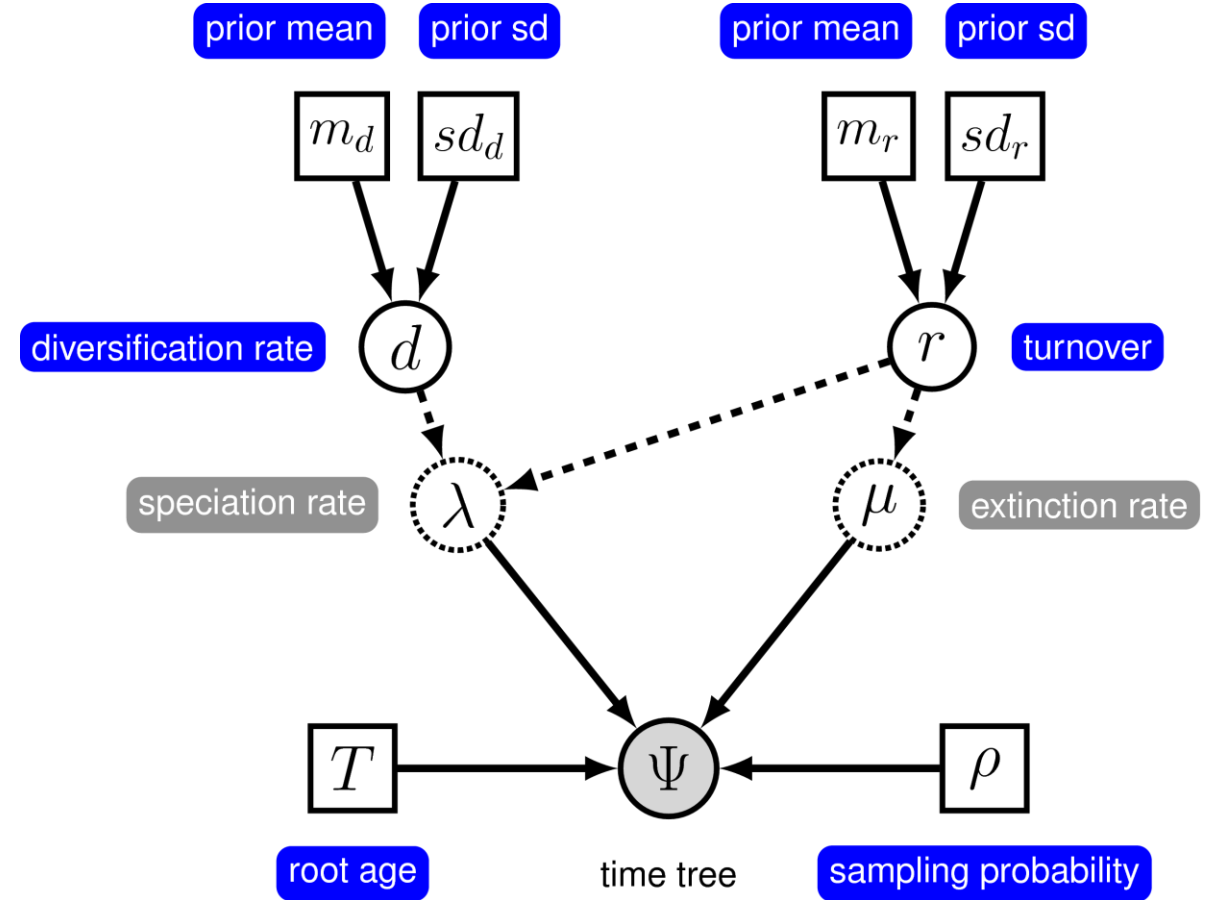 prior mean prior sd prior mean prior sd
m_d sd_d m_r sd_r
diversification rate d r turnover
speciation rate λ μ extinction rate
T Ψ ρ
root age time tree sampling probability